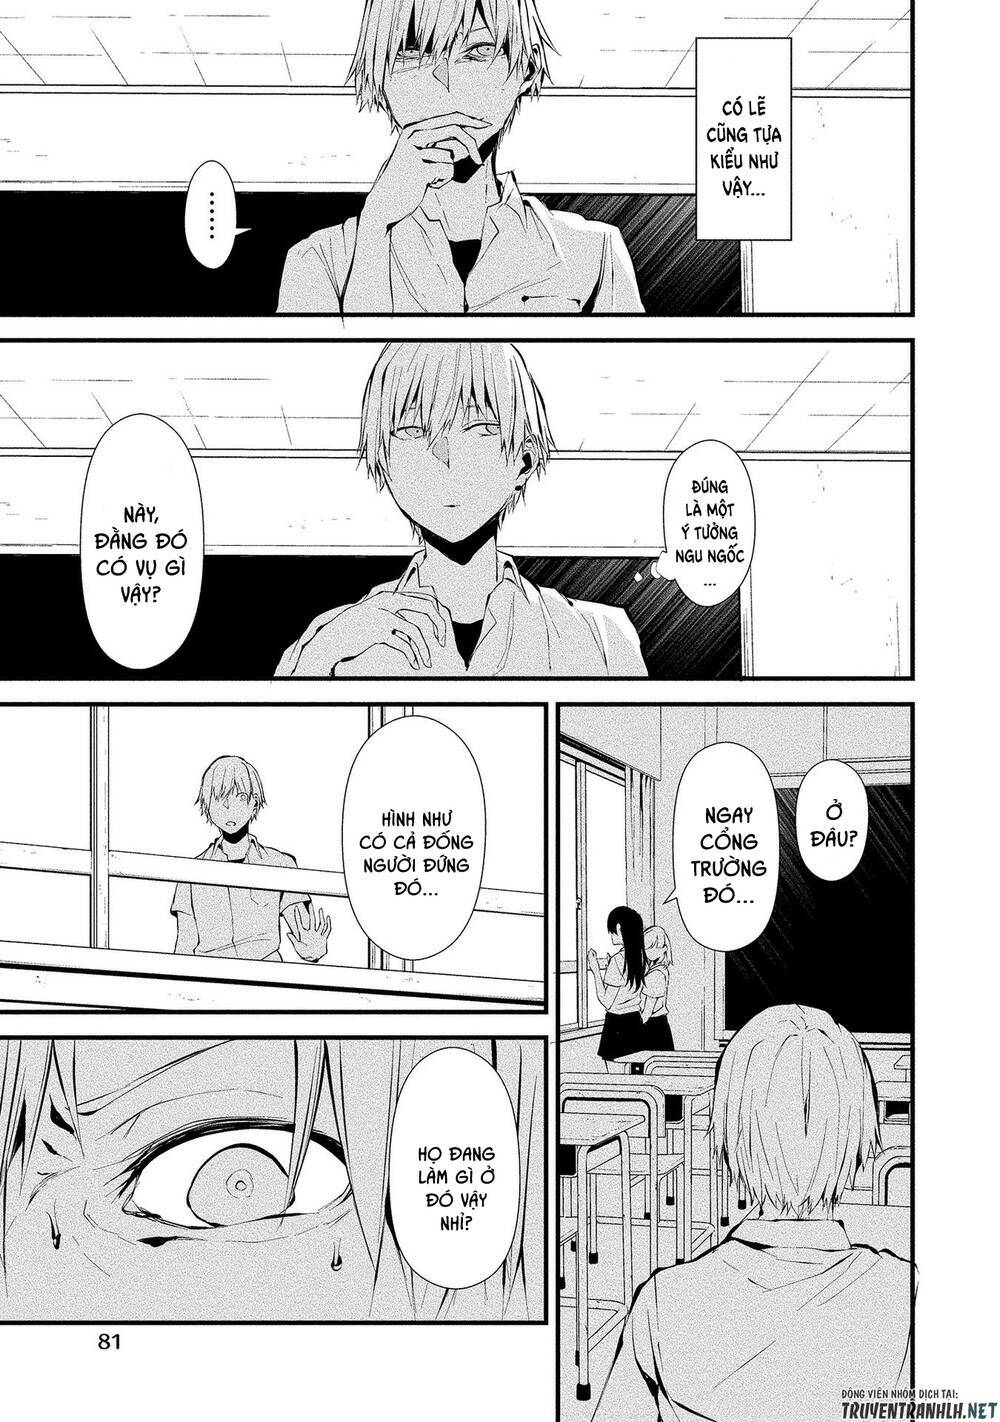 CÓ LẼ
CŨNG TỰA
KIỂU NHƯ
VẬY...
......
ĐÚNG
LÀ MỘT
Ý TƯỞNG
NGU NGỐC
...
NÀY,
ĐẰNG ĐÓ
CÓ VỤ GÌ
VẬY?
Ở
ĐÂU?
NGAY
CỔNG
TRƯỜNG
ĐÓ...
HÌNH NHƯ
CÓ CẢ ĐỐNG
NGƯỜI ĐỨNG
ĐÓ...
HỌ ĐANG
LÀM GÌ Ở
ĐÓ VẬY
NHỈ?
81
ĐỘNG VIÊN NHÓM DỊCH TẠI:
TRUYENTRANHLH.NET